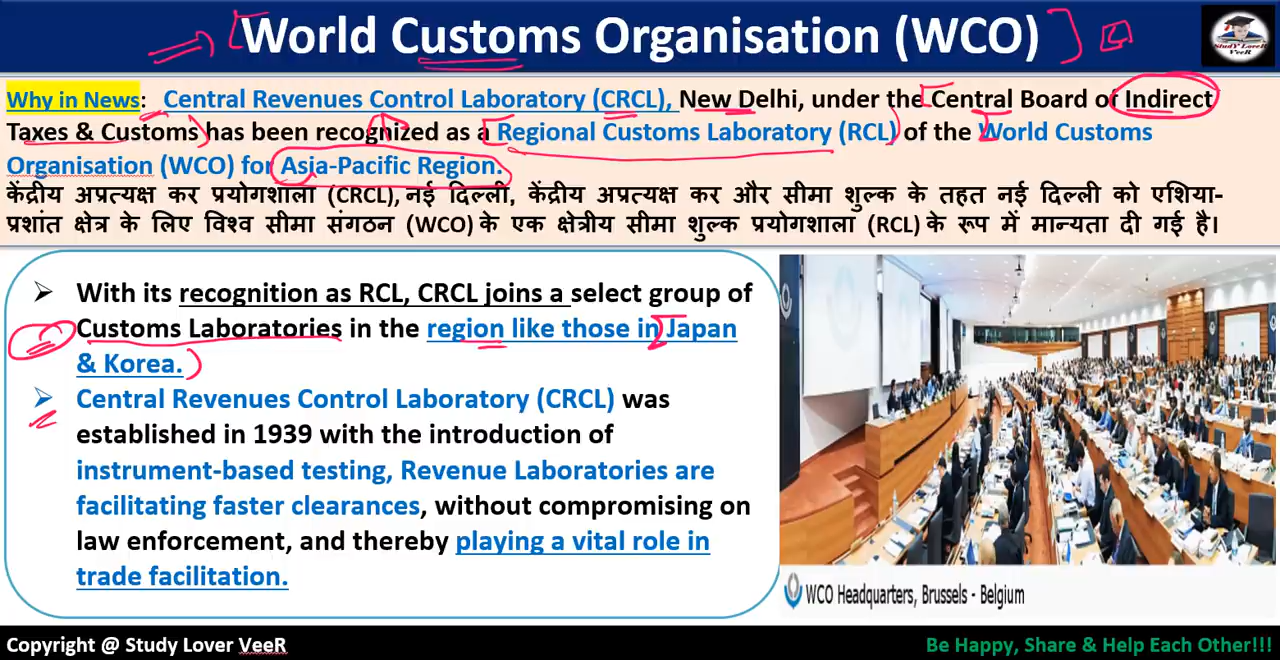 World Customs Organisation (WCO)
StudY LoveR
VeeR
Why in News: Central Revenues Control Laboratory (CRCL), New Delhi, under the Central Board of Indirect
Taxes & Customs has been recognized as a Regional Customs Laboratory (RCL) of the World Customs
Organisation (WCO) for Asia-Pacific Region.
केंद्रीय अप्रत्यक्ष कर प्रयोगशाला (CRCL), नई दिल्ली, केंद्रीय अप्रत्यक्ष कर और सीमा शुल्क के तहत नई दिल्ली को एशिया-
प्रशांत क्षेत्र के लिए विश्व सीमा संगठन (WCO) के एक क्षेत्रीय सीमा शुल्क प्रयोगशाला (RCL) के रूप में मान्यता दी गई है।
With its recognition as RCL, CRCL joins a select group of
Customs Laboratories in the region like those in Japan
& Korea.
Central Revenues Control Laboratory (CRCL) was
established in 1939 with the introduction of
instrument-based testing, Revenue Laboratories are
facilitating faster clearances, without compromising on
law enforcement, and thereby playing a vital role in
trade facilitation.
WCO Headquarters, Brussels - Belgium
Copyright @ Study Lover VeeR
Be Happy, Share & Help Each Other!!!